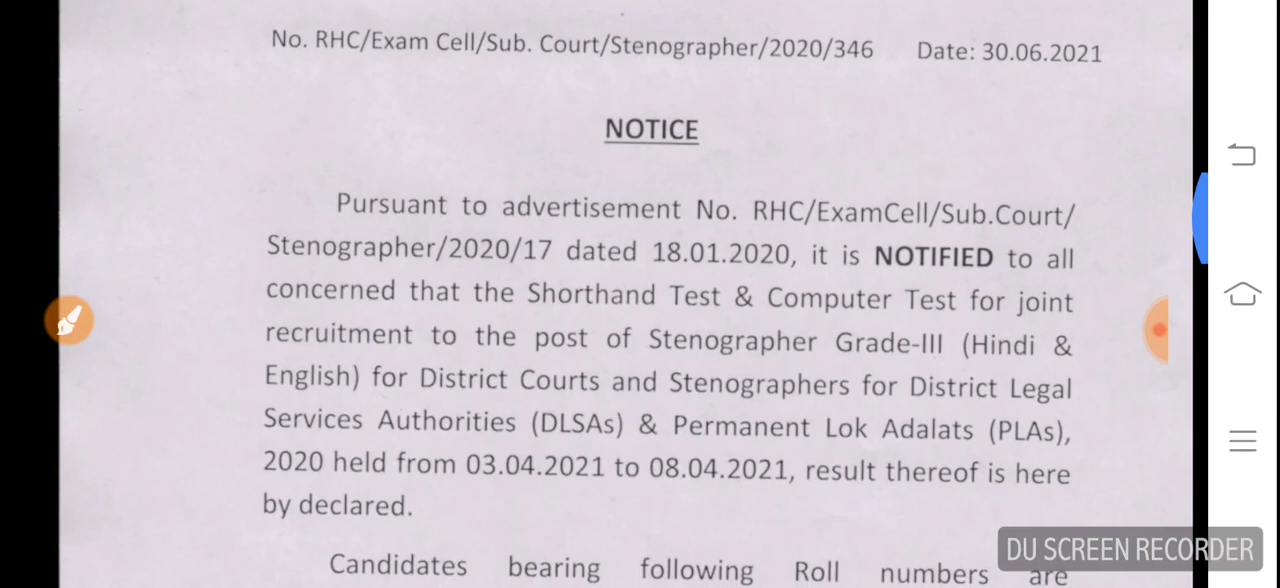 No. RHC/Exam Cell/Sub. Court/Stenographer/2020/346 Date: 30.06.2021
NOTICE
Pursuant to advertisement No. RHC/ExamCell/Sub.Court/
Stenographer/2020/17 dated 18.01.2020, it is NOTIFIED to all
concerned that the Shorthand Test & Computer Test for joint
recruitment to the post of Stenographer Grade-III (Hindi &
English) for District Courts and Stenographers for District Legal
Services Authorities (DLSAs) & Permanent Lok Adalats (PLAs),
2020 held from 03.04.2021 to 08.04.2021, result thereof is here
by declared.
Candidates bearing following Roll numbers are
DU SCREEN RECORDER